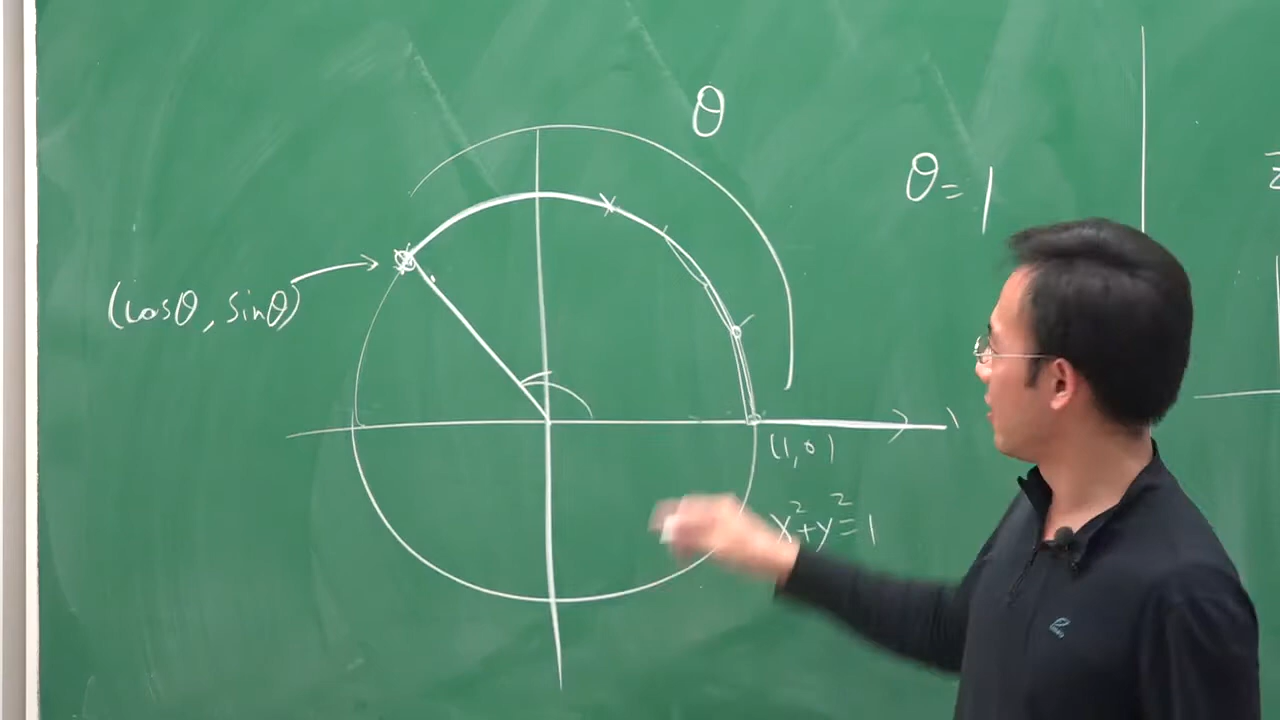 θ
θ = 1
(cosθ, sinθ)
(1, 0)
x² + y² = 1